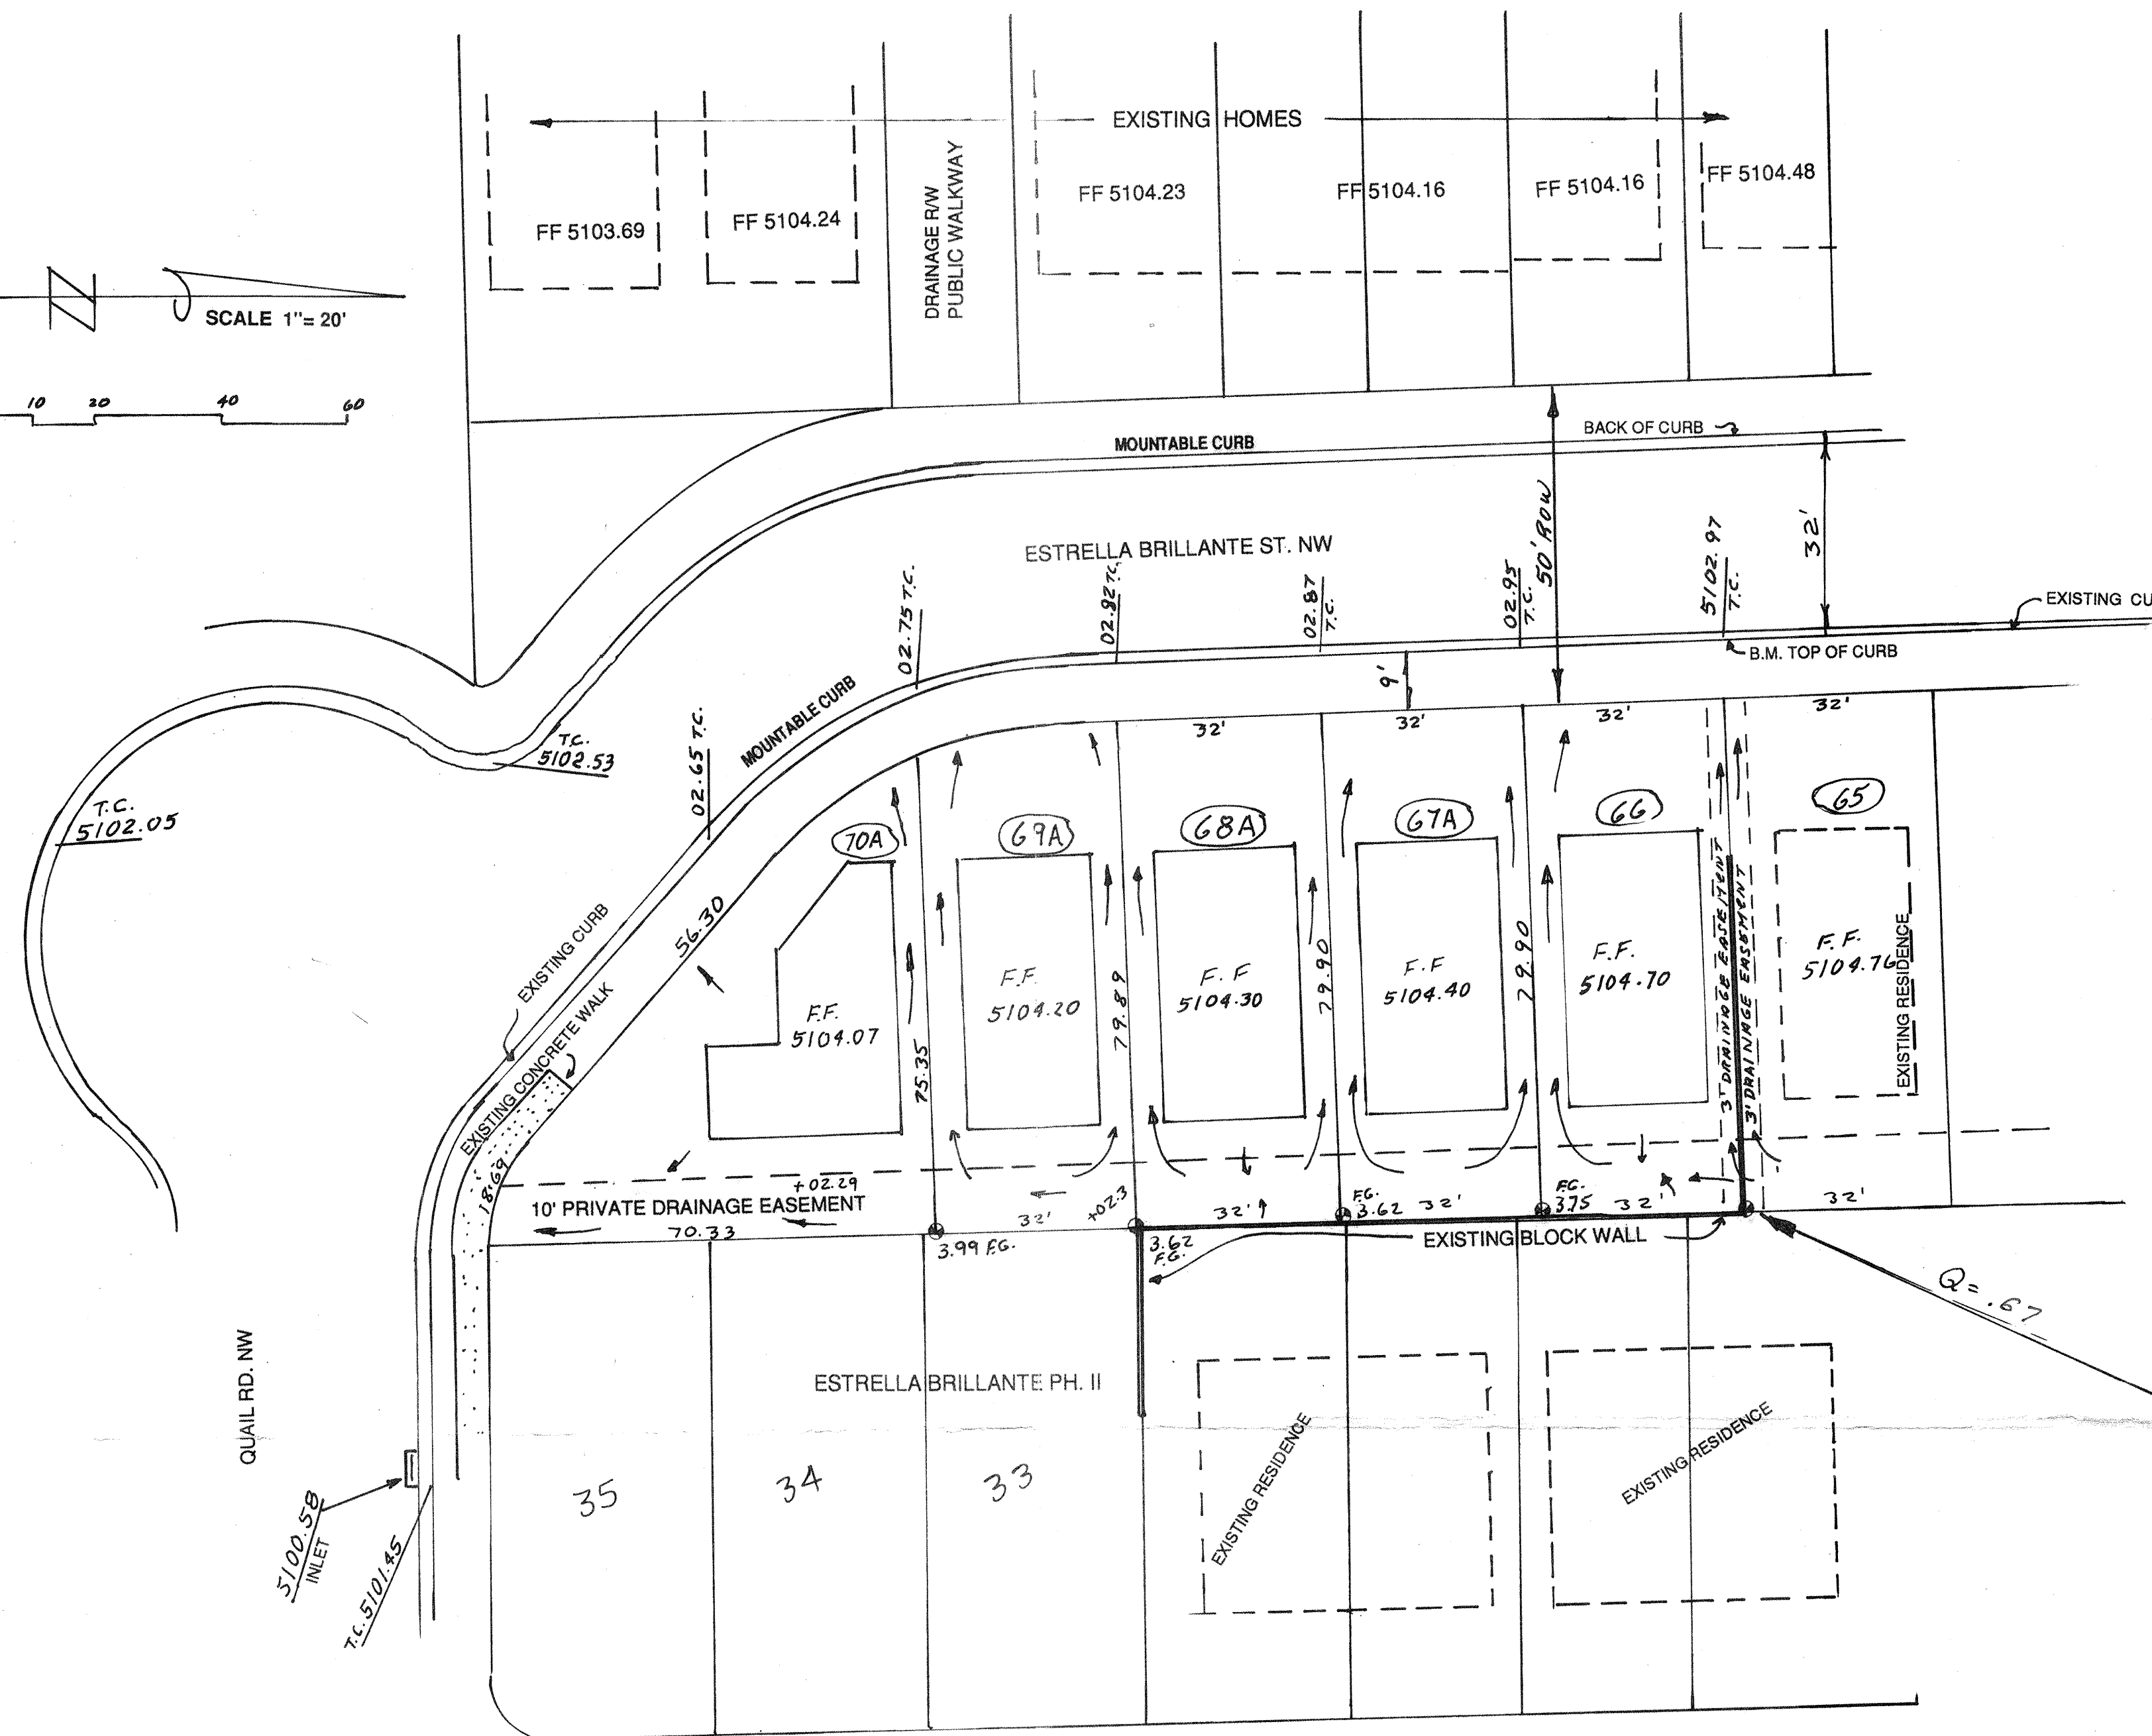 EXISTING HOMES
FF 5103.69
FF 5104.24
DRAINAGE R/W
PUBLIC WALKWAY
FF 5104.23
FF 5104.16
FF 5104.16
FF 5104.48
N
SCALE 1"= 20'
10 20 40 60
MOUNTABLE CURB
BACK OF CURB
50' ROW
32'
ESTRELLA BRILLANTE ST. NW
02.75 T.C.
02.82 T.C.
02.87
T.C.
02.95
T.C.
5102.97
T.C.
EXISTING CU
B.M. TOP OF CURB
9'
T.C.
5102.53
T.C.
5102.05
02.65 T.C.
MOUNTABLE CURB
32'
32'
32'
32'
70A
69A
68A
67A
66
65
EXISTING CURB
EXISTING CONCRETE WALK
56.30
18.69
F.F.
5104.07
75.35
F.F.
5104.20
79.89
F.F
5104.30
79.90
F.F
5104.40
79.90
F.F.
5104.70
3' DRAINAGE EASEMENT
3' DRAINAGE EASEMENT
F.F.
5104.76
EXISTING RESIDENCE
+02.29
10' PRIVATE DRAINAGE EASEMENT
70.33
32'
+02.3
32'
F.G.
3.62
32'
F.G.
3.75
32'
32'
3.99 F.G.
3.62
F.G.
EXISTING BLOCK WALL
Q= .67
QUAIL RD. NW
ESTRELLA BRILLANTE PH. II
35
34
33
EXISTING RESIDENCE
EXISTING RESIDENCE
5100.58
INLET
T.C. 5101.45